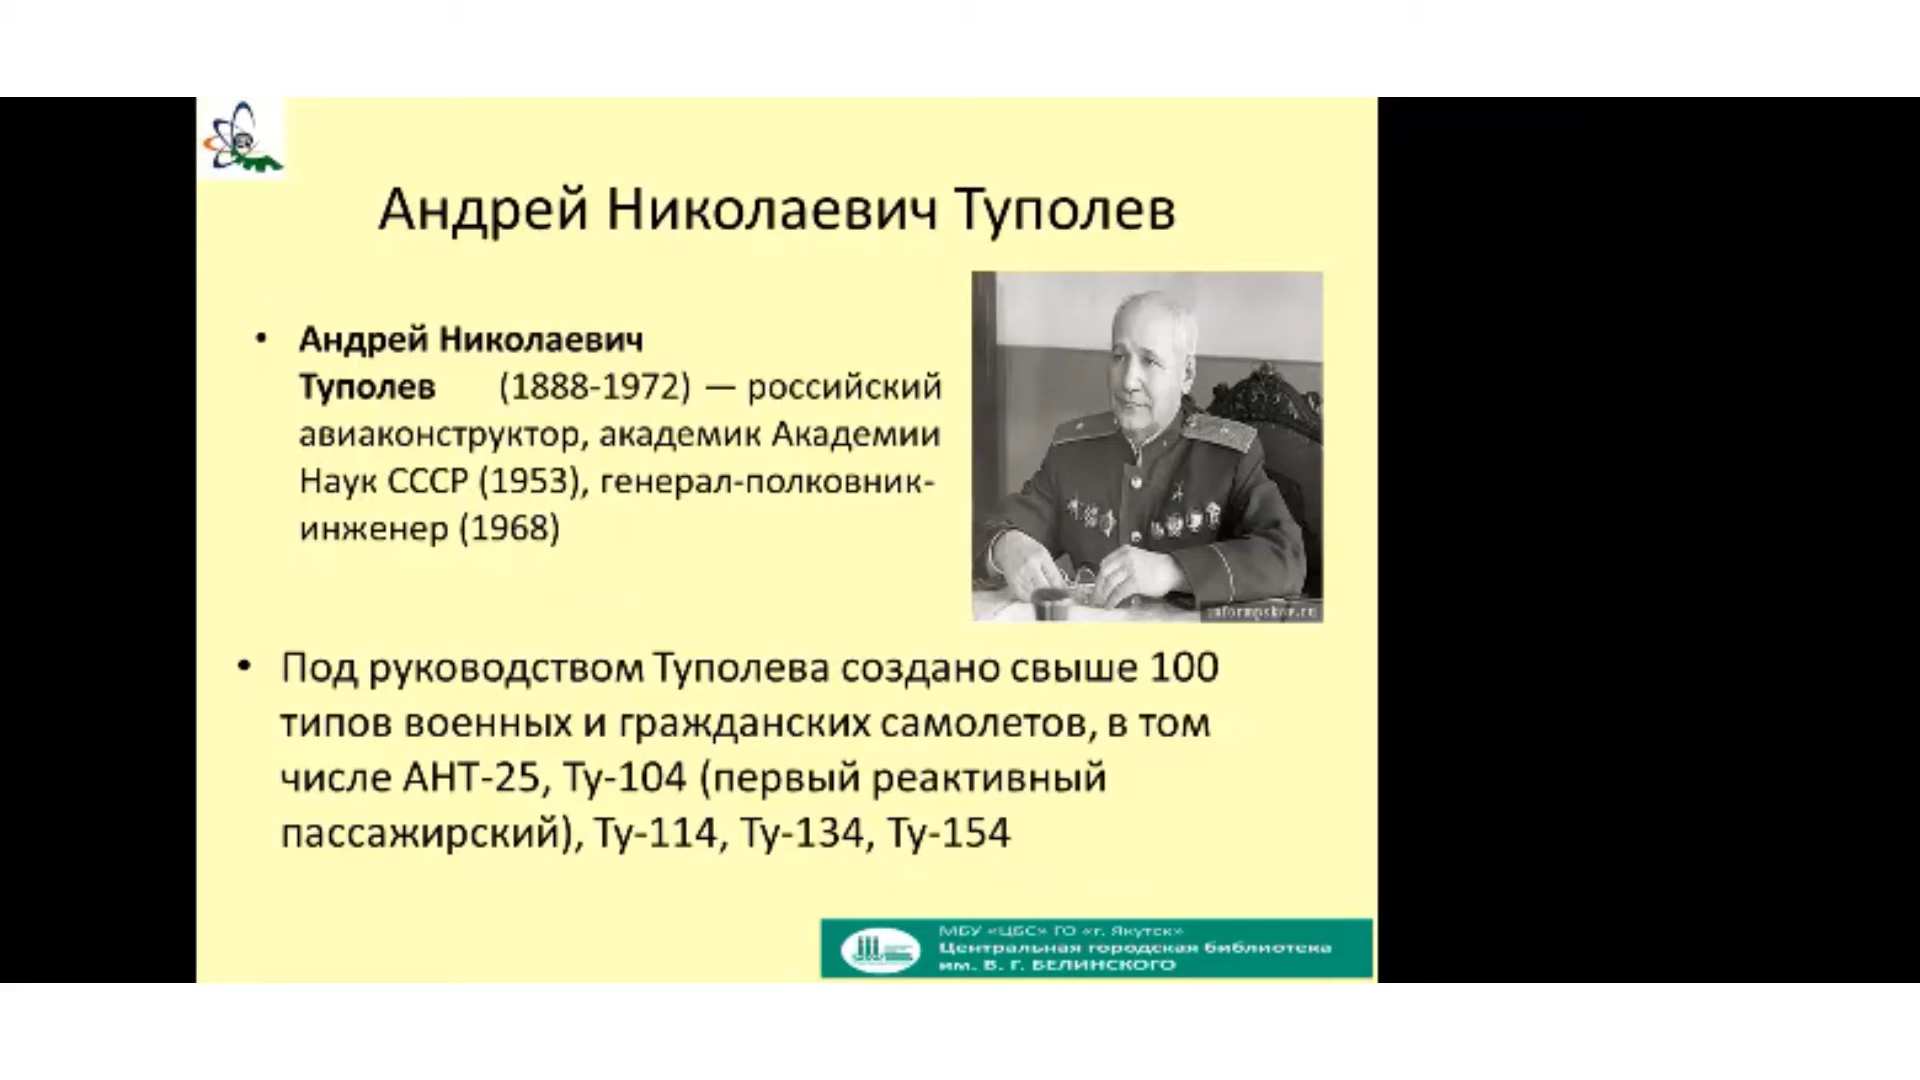 Андрей Николаевич Туполев
• Андрей Николаевич
Туполев (1888-1972) — российский
авиаконструктор, академик Академии
Наук СССР (1953), генерал-полковник-
инженер (1968)
informpskov.ru
• Под руководством Туполева создано свыше 100
типов военных и гражданских самолетов, в том
числе АНТ-25, Ту-104 (первый реактивный
пассажирский), Ту-114, Ту-134, Ту-154
МБУ «ЦБС» ГО «г. Якутск»
Центральная городская библиотека
им. В. Г. БЕЛИНСКОГО